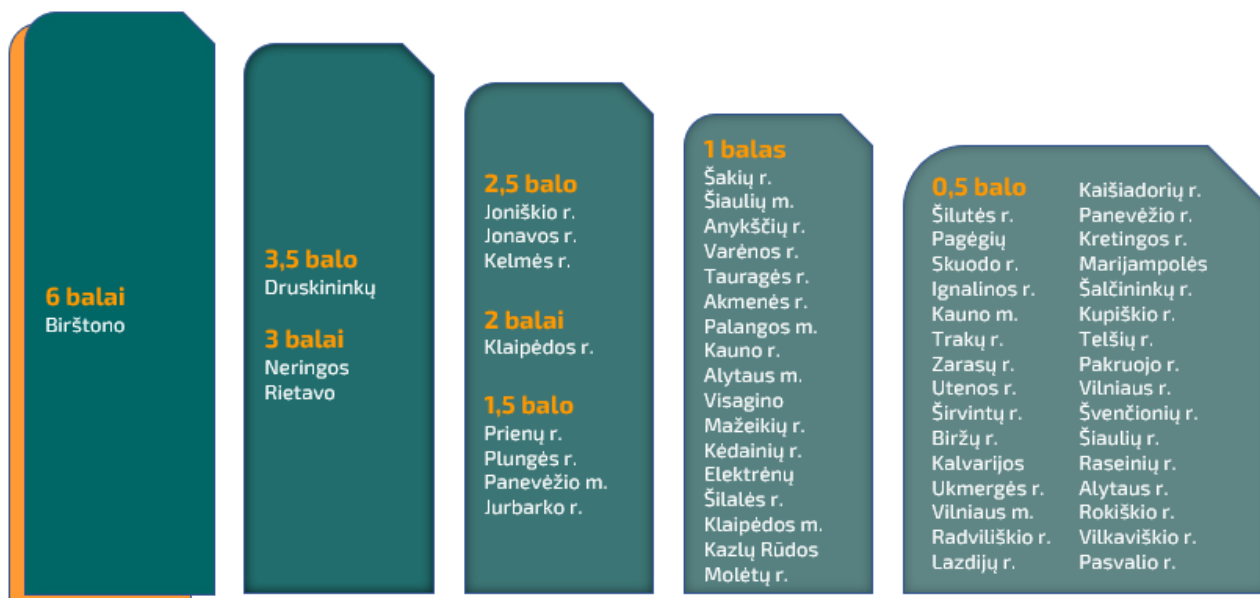 6 balai
Birštono
3,5 balo
Druskininkų
3 balai
Neringos
Rietavo
2,5 balo
Joniškio r.
Jonavos r.
Kelmės r.
2 balai
Klaipėdos r.
1,5 balo
Prienų r.
Plungės r.
Panevėžio m.
Jurbarko r.
1 balas
Šakių r.
Šiaulių m.
Anykščių r.
Varėnos r.
Tauragės r.
Akmenės r.
Palangos m.
Kauno r.
Alytaus m.
Visagino
Mažeikių r.
Kėdainių r.
Elektrėnų
Šilalės r.
Klaipėdos m.
Kazlų Rūdos
Molėtų r.
0,5 balo
Šilutės r.
Pagėgių
Skuodo r.
Ignalinos r.
Kauno m.
Trakų r.
Zarasų r.
Utenos r.
Širvintų r.
Biržų r.
Kalvarijos
Ukmergės r.
Vilniaus m.
Radviliškio r.
Lazdijų r.
Kaišiadorių r.
Panevėžio r.
Kretingos r.
Marijampolės
Šalčininkų r.
Kupiškio r.
Telšių r.
Pakruojo r.
Vilniaus r.
Švenčionių r.
Šiaulių r.
Raseinių r.
Alytaus r.
Rokiškio r.
Vilkaviškio r.
Pasvalio r.